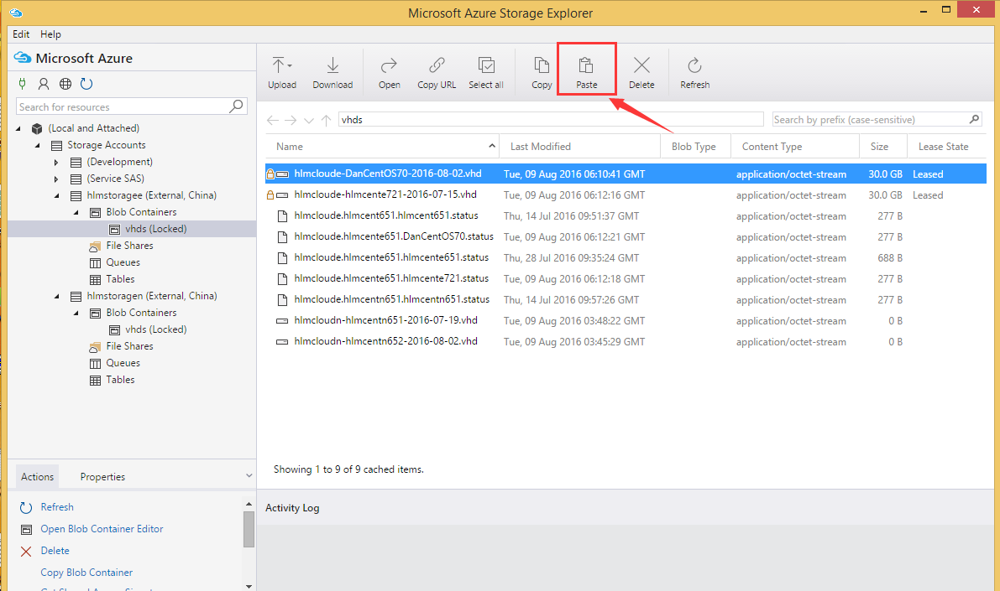 Microsoft Azure Storage Explorer
Edit Help
Microsoft Azure
Search for resources
(Local and Attached)
Storage Accounts
(Development)
(Service SAS)
hlmstoragee (External, China)
Blob Containers
vhds (Locked)
File Shares
Queues
Tables
hlmstoragen (External, China)
Blob Containers
vhds (Locked)
File Shares
Queues
Tables
Actions Properties
Refresh
Open Blob Container Editor
Delete
Copy Blob Container
Upload Download Open Copy URL Select all Copy Paste Delete Refresh
vhds Search by prefix (case-sensitive)
Name Last Modified Blob Type Content Type Size Lease State
hlmcloude-DanCentOS70-2016-08-02.vhd Tue, 09 Aug 2016 06:10:41 GMT application/octet-stream 30.0 GB Leased
hlmcloude-hlmcente721-2016-07-15.vhd Tue, 09 Aug 2016 06:12:16 GMT application/octet-stream 30.0 GB Leased
hlmcloude.hlmcent651.hlmcent651.status Thu, 14 Jul 2016 09:51:37 GMT application/octet-stream 277 B
hlmcloude.hlmcente651.DanCentOS70.status Tue, 09 Aug 2016 06:12:21 GMT application/octet-stream 277 B
hlmcloude.hlmcente651.hlmcente651.status Thu, 28 Jul 2016 09:35:24 GMT application/octet-stream 688 B
hlmcloude.hlmcente651.hlmcente721.status Tue, 09 Aug 2016 06:12:18 GMT application/octet-stream 277 B
hlmcloude.hlmcentn651.hlmcentn651.status Thu, 14 Jul 2016 09:57:26 GMT application/octet-stream 277 B
hlmcloudn-hlmcentn651-2016-07-19.vhd Tue, 09 Aug 2016 03:48:22 GMT application/octet-stream 0 B
hlmcloudn-hlmcentn652-2016-08-02.vhd Tue, 09 Aug 2016 03:45:29 GMT application/octet-stream 0 B
Showing 1 to 9 of 9 cached items.
Activity Log